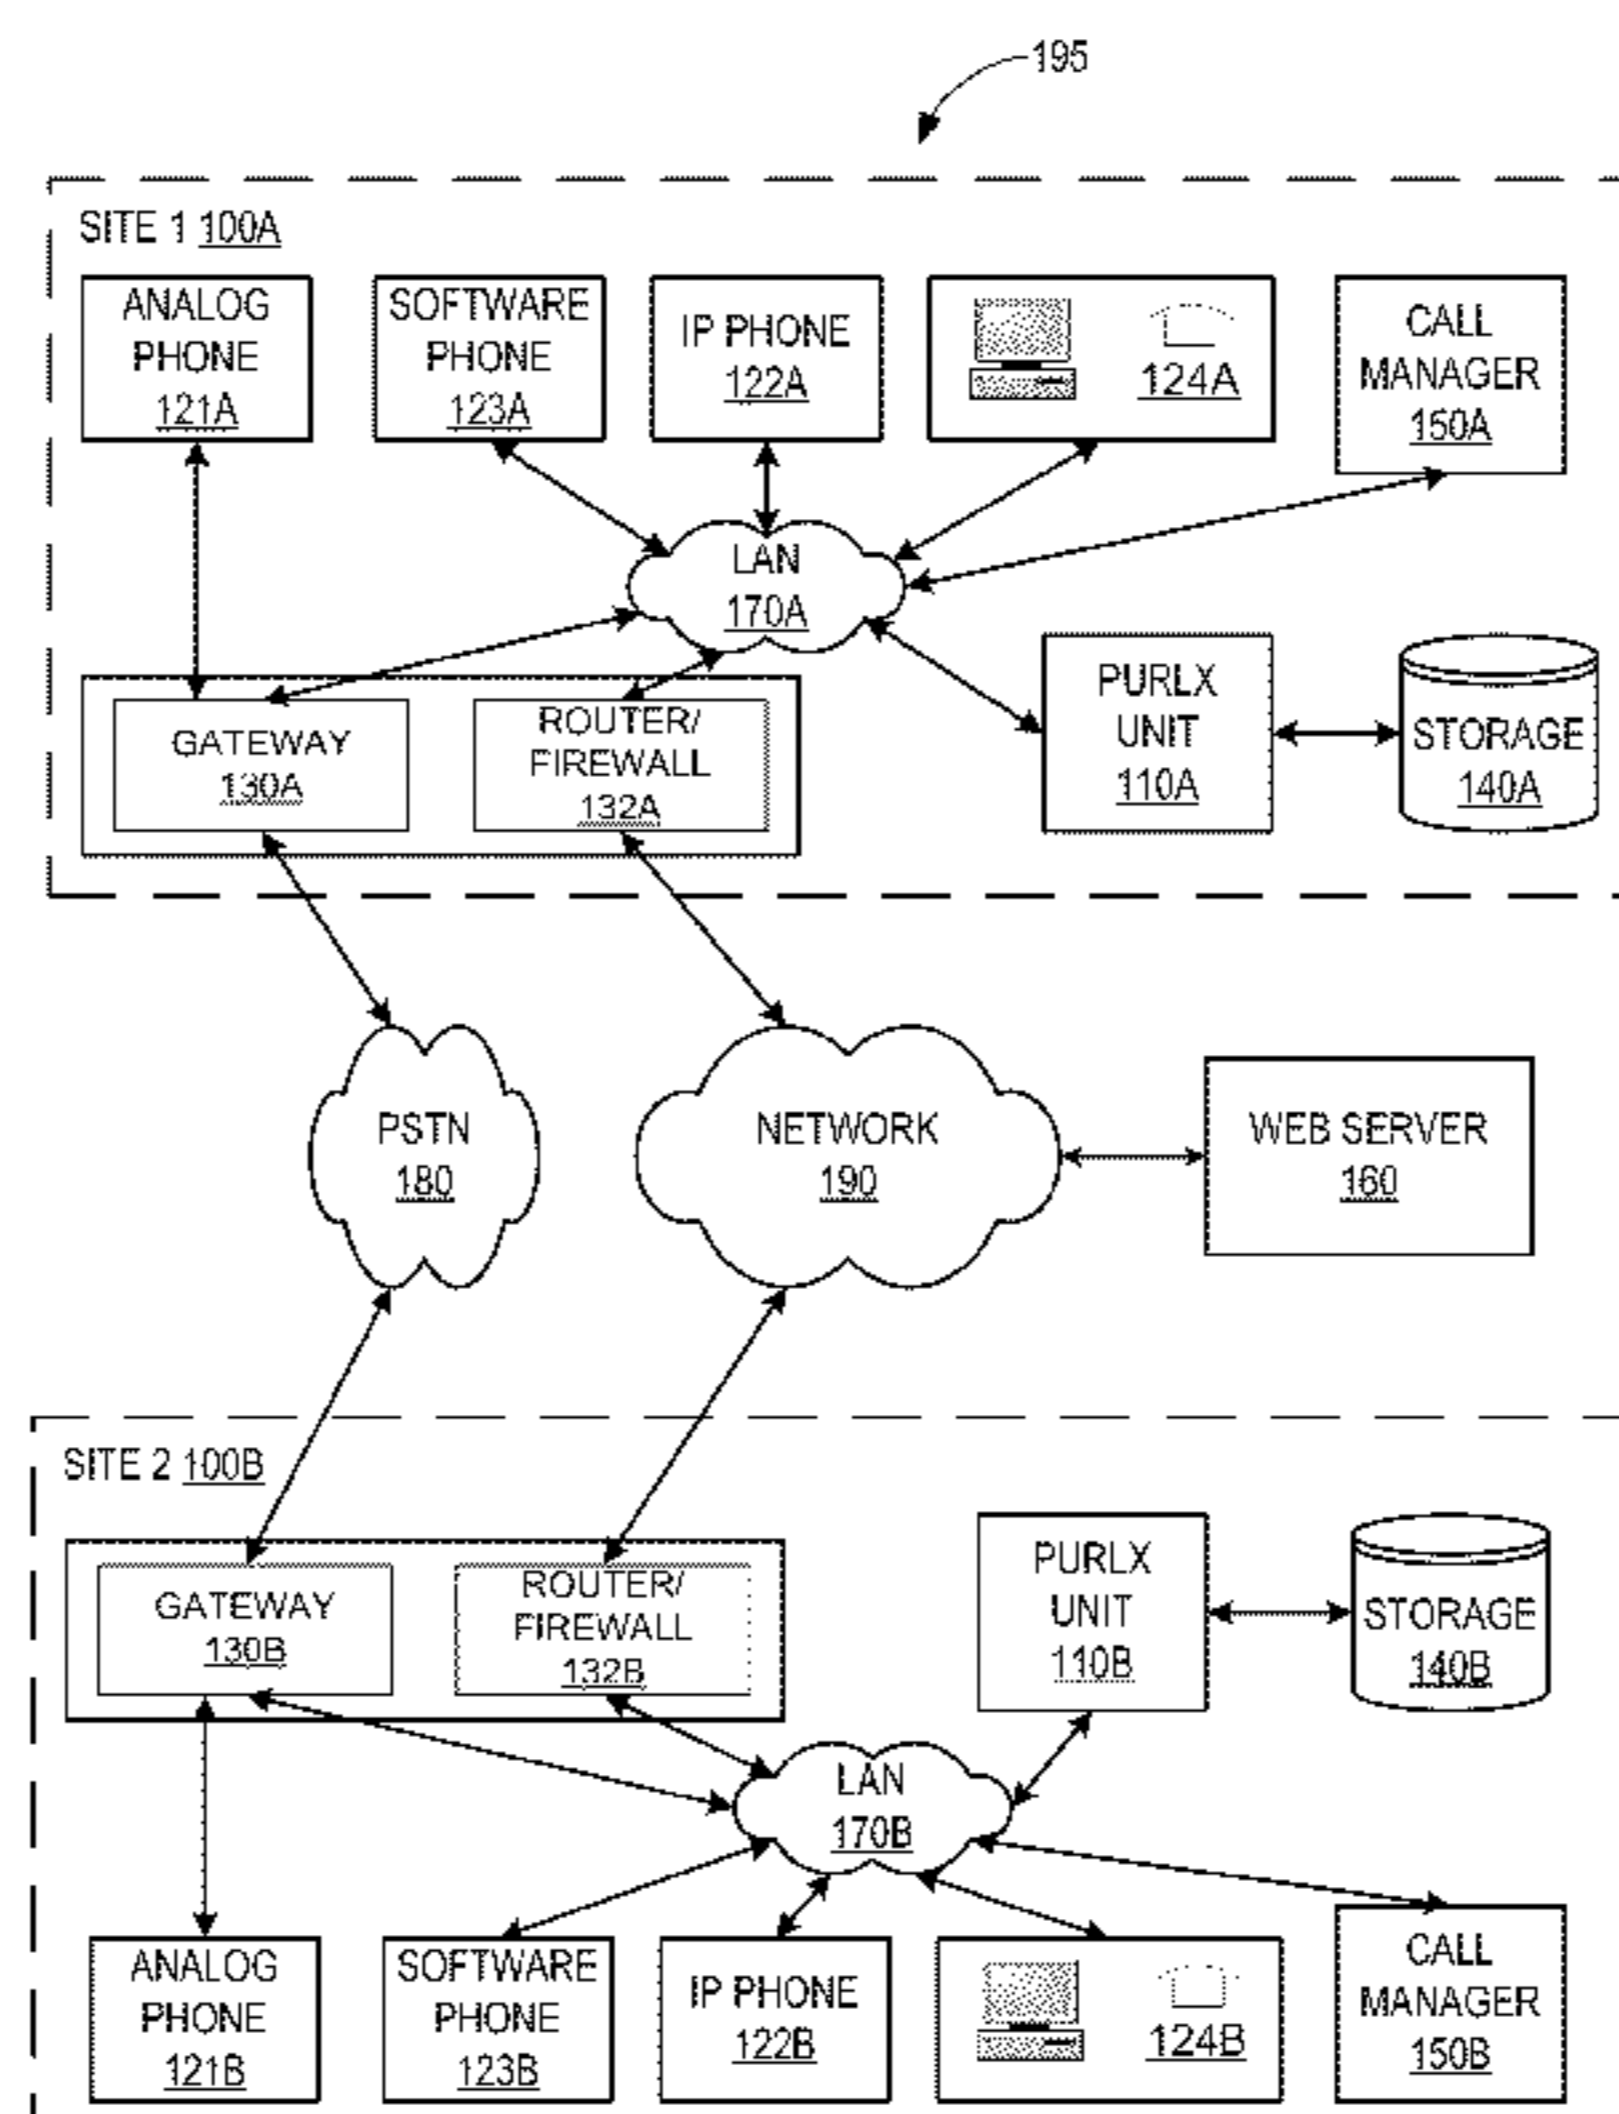 195
SITE 1 100A
ANALOG
PHONE
121A
SOFTWARE
PHONE
123A
IP PHONE
122A
124A
CALL
MANAGER
150A
LAN
170A
GATEWAY
130A
ROUTER/
FIREWALL
132A
PURLX
UNIT
110A
STORAGE
140A
PSTN
180
NETWORK
190
WEB SERVER
160
SITE 2 100B
GATEWAY
130B
ROUTER/
FIREWALL
132B
PURLX
UNIT
110B
STORAGE
140B
LAN
170B
ANALOG
PHONE
121B
SOFTWARE
PHONE
123B
IP PHONE
122B
124B
CALL
MANAGER
150B